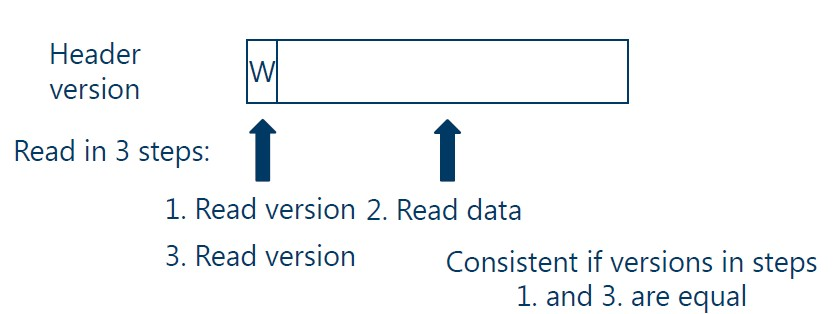 Header
version
W
Read in 3 steps:
1. Read version 2. Read data
3. Read version
Consistent if versions in steps
1. and 3. are equal